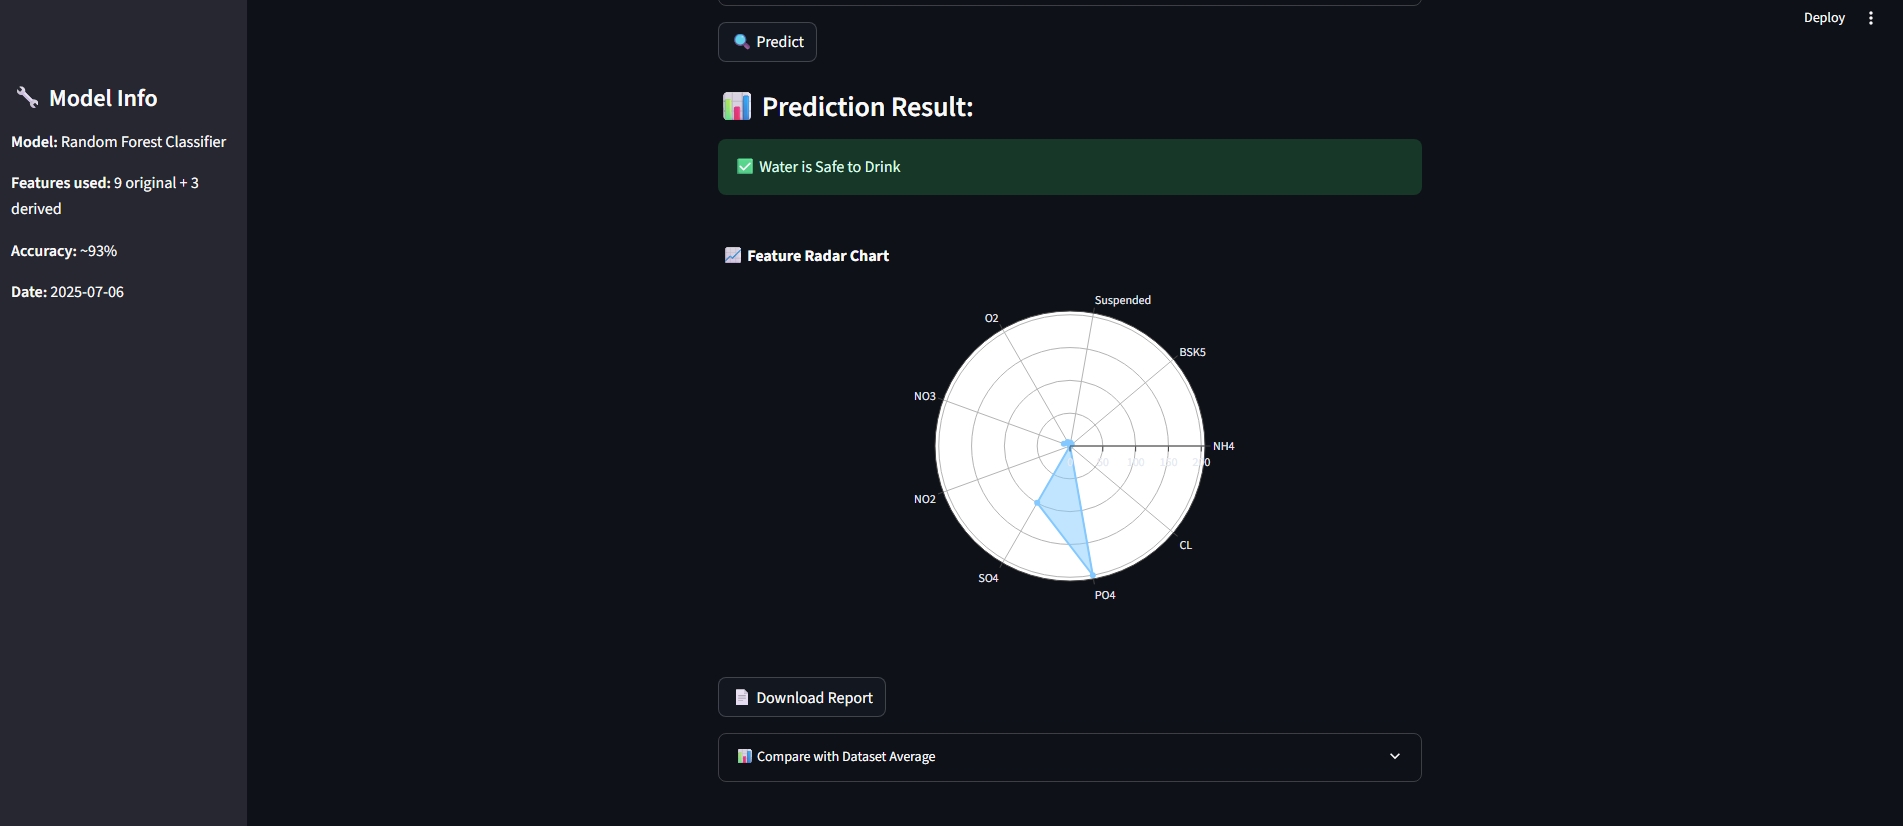 Deploy
Predict
Model Info
Model: Random Forest Classifier
Features used: 9 original + 3
derived
Accuracy: ~93%
Date: 2025-07-06
Prediction Result:
Water is Safe to Drink
Feature Radar Chart
Suspended
O2
BSK5
NO3
NH4
50
100
150
200
NO2
CL
SO4
PO4
Download Report
Compare with Dataset Average